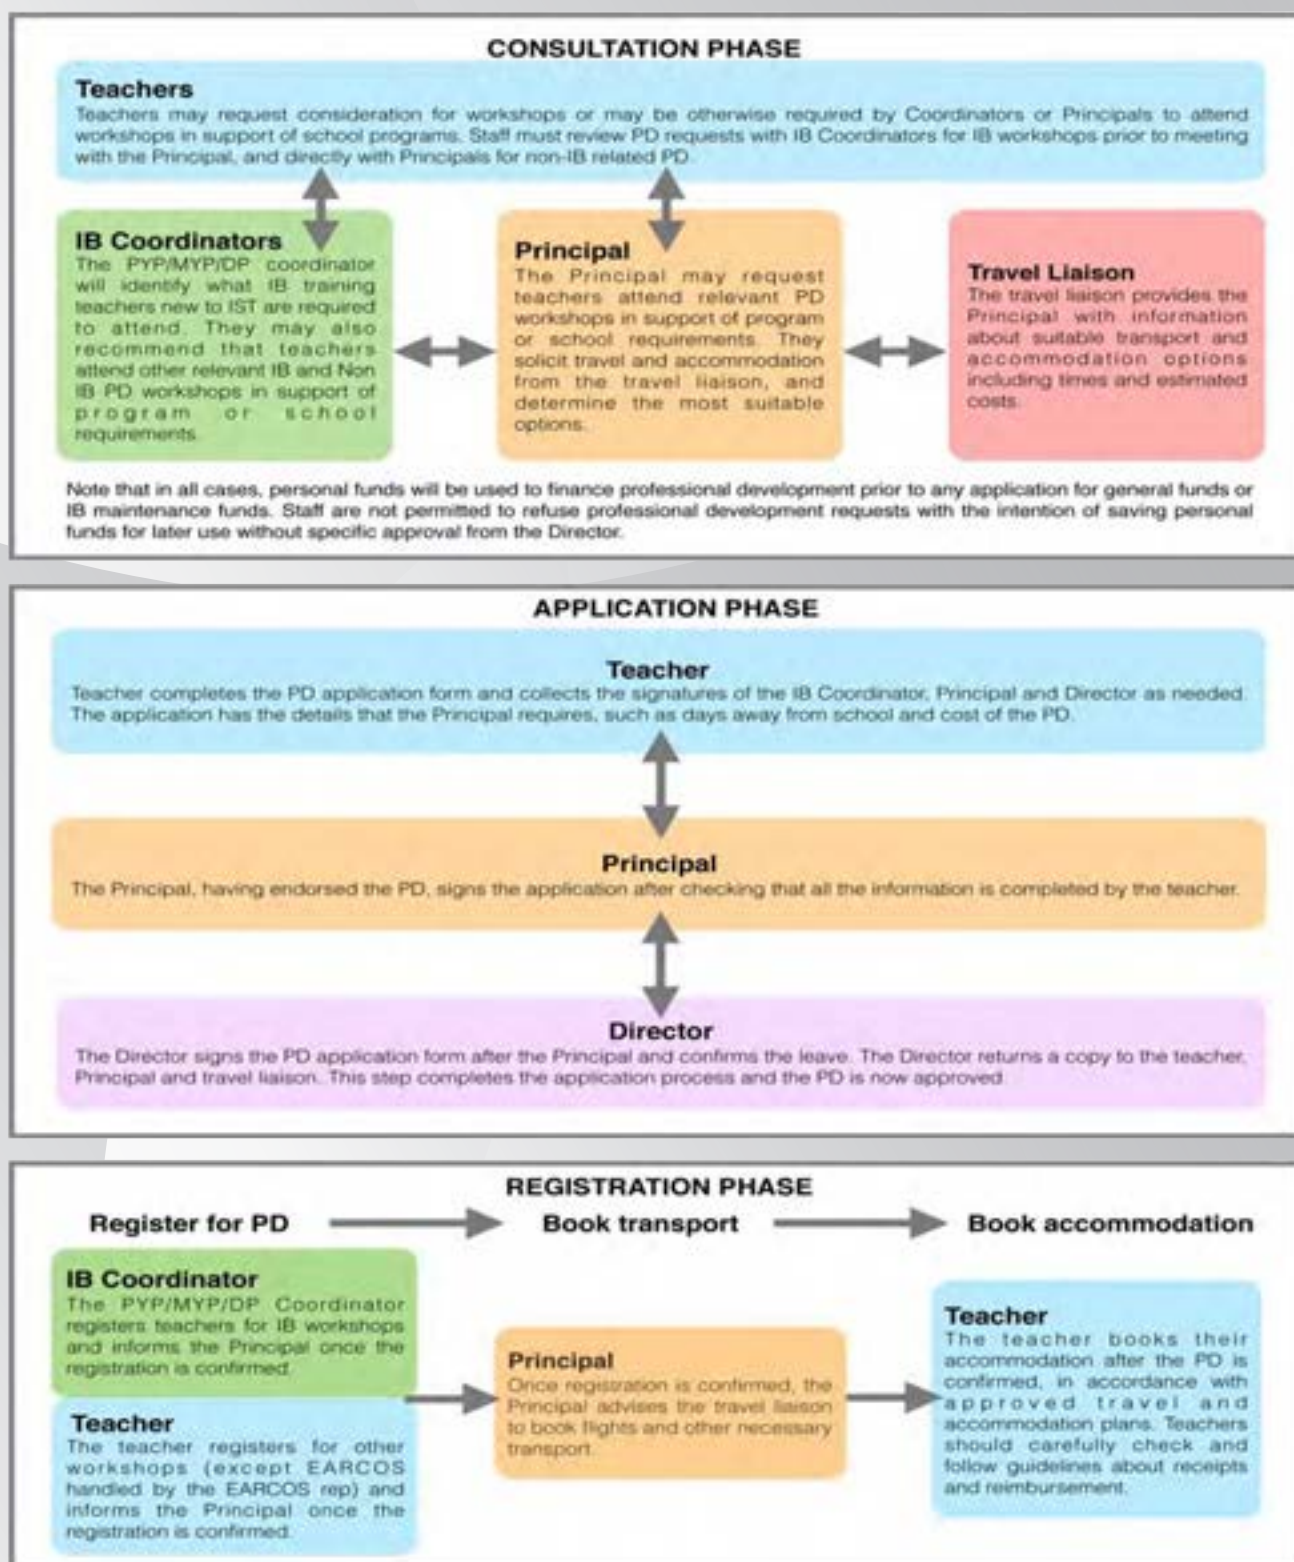 CONSULTATION PHASE
Teachers
Teachers may request consideration for workshops or may be otherwise required by Coordinators or Principals to attend
workshops in support of school programs. Staff must review PD requests with IB Coordinators for IB workshops prior to meeting
with the Principal, and directly with Principals for non-IB related PD.
IB Coordinators
The PYP/MYP/DP coordinator
will identify what IB training
teachers new to IST are required
to attend. They may also
recommend that teachers
attend other relevant IB and Non
IB PD workshops in support of
program or school
requirements.
Principal
The Principal may request
teachers attend relevant PD
workshops in support of program
or school requirements. They
solicit travel and accommodation
from the travel liaison, and
determine the most suitable
options.
Travel Liaison
The travel liaison provides the
Principal with information
about suitable transport and
accommodation options
including times and estimated
costs.
Note that in all cases, personal funds will be used to finance professional development prior to any application for general funds or
IB maintenance funds. Staff are not permitted to refuse professional development requests with the intention of saving personal
funds for later use without specific approval from the Director.
APPLICATION PHASE
Teacher
Teacher completes the PD application form and collects the signatures of the IB Coordinator, Principal and Director as needed.
The application has the details that the Principal requires, such as days away from school and cost of the PD.
Principal
The Principal, having endorsed the PD, signs the application after checking that all the information is completed by the teacher.
Director
The Director signs the PD application form after the Principal and confirms the leave. The Director returns a copy to the teacher,
Principal and travel liaison. This step completes the application process and the PD is now approved.
REGISTRATION PHASE
Register for PD
Book transport
Book accommodation
IB Coordinator
The PYP/MYP/DP Coordinator
registers teachers for IB workshops
and informs the Principal once the
registration is confirmed.
Teacher
The teacher registers for other
workshops (except EARCOS
handled by the EARCOS rep) and
informs the Principal once the
registration is confirmed.
Principal
Once registration is confirmed, the
Principal advises the travel liaison
to book flights and other necessary
transport.
Teacher
The teacher books their
accommodation after the PD is
confirmed, in accordance with
approved travel and
accommodation plans. Teachers
should carefully check and
follow guidelines about receipts
and reimbursement.